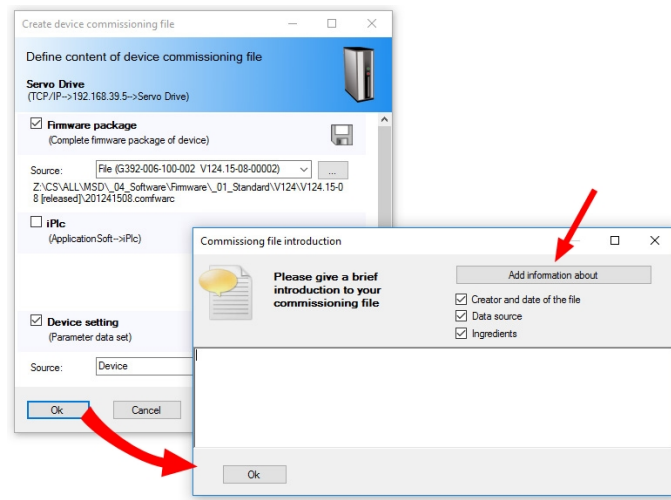 Create device commissioning file
Define content of device commissioning file
Servo Drive
(TCP/IP-->192.168.39.5-->Servo Drive)
Firmware package
(Complete firmware package of device)
Source:
File (G392-006-100-002 V124.15-08-00002)
...
Z:\CS\ALL\MSD\_04_Software\Firmware\_01_Standard\V124\V124.15-0
8 [released]\201241508.comfwarc
iPlc
(ApplicationSoft-->iPlc)
Device setting
(Parameter data set)
Source:
Device
Ok
Cancel
Commissiong file introduction
Please give a brief
introduction to your
commissioning file
Add information about
Creator and date of the file
Data source
Ingredients
Ok